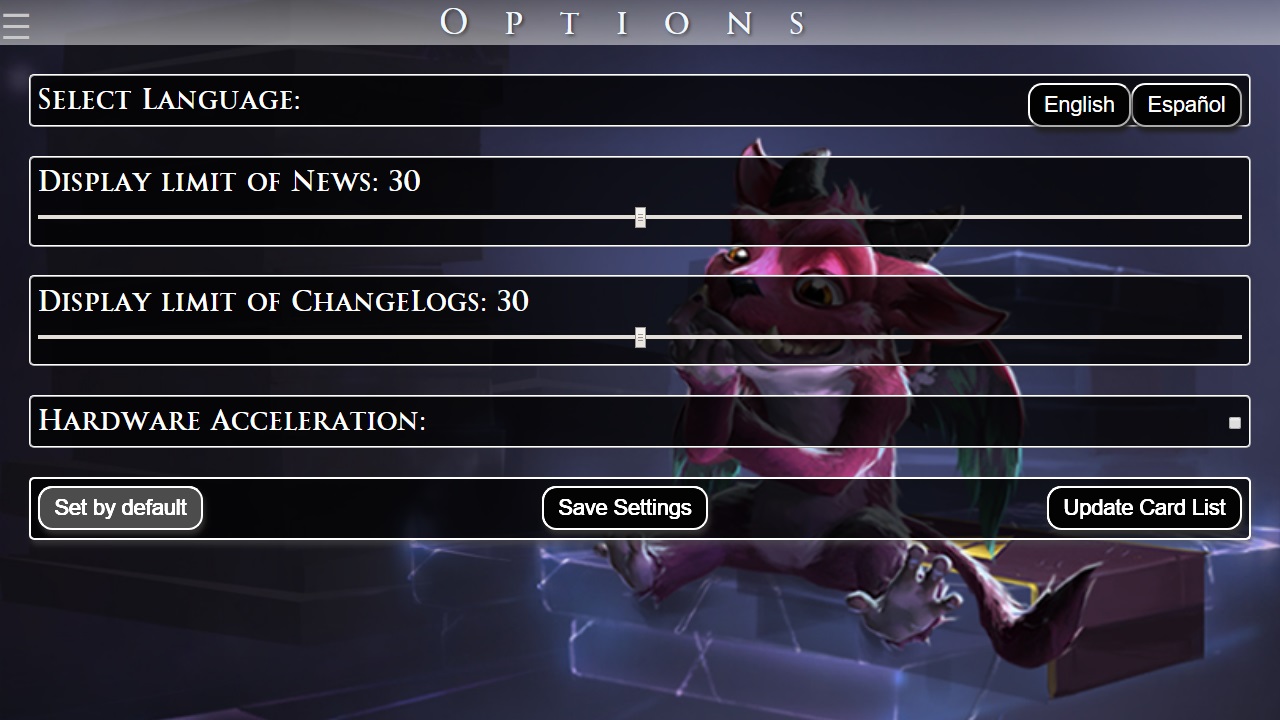 Options
Select Language:
English Español
Display limit of News: 30
Display limit of ChangeLogs: 30
Hardware Acceleration:
Set by default Save Settings Update Card List